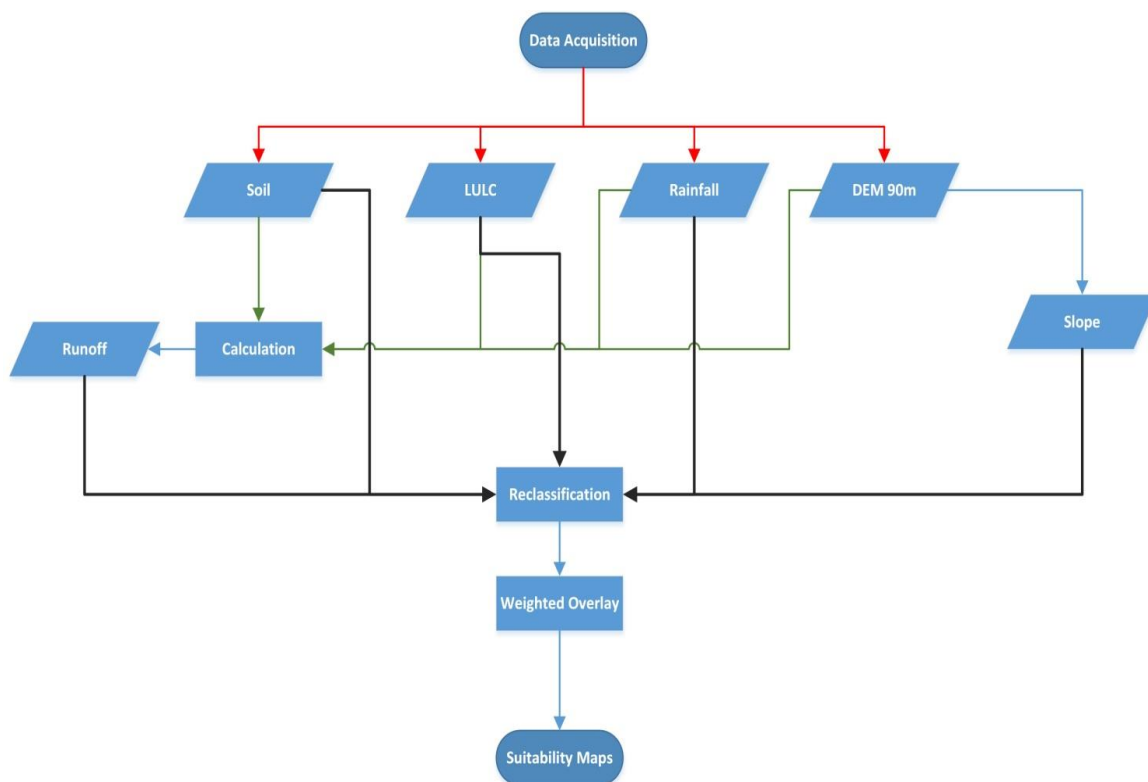 Data Acquisition
Soil
LULC
Rainfall
DEM 90m
Slope
Runoff
Calculation
Reclassification
Weighted Overlay
Suitability Maps